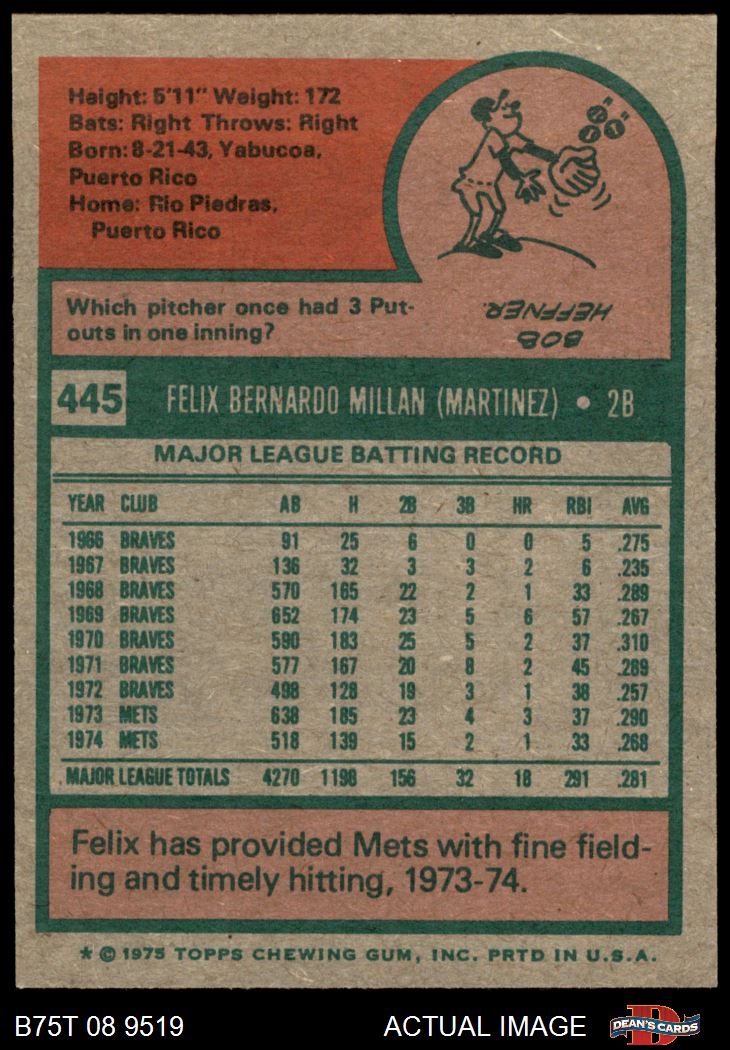 Height: 5'11" Weight: 172
Bats: Right Throws: Right
Born: 8-21-43, Yabucoa,
Puerto Rico
Home: Rio Piedras,
Puerto Rico
Which pitcher once had 3 Put-
outs in one inning?
BOB
HEFFNER.
445 FELIX BERNARDO MILLAN (MARTINEZ) • 2B
MAJOR LEAGUE BATTING RECORD
YEAR CLUB AB H 2B 3B HR RBI AVG
1966 BRAVES 91 25 6 0 0 5 .275
1967 BRAVES 136 32 3 3 2 6 .235
1968 BRAVES 570 165 22 2 1 33 .289
1969 BRAVES 652 174 23 5 6 57 .267
1970 BRAVES 590 183 25 5 2 37 .310
1971 BRAVES 577 167 20 8 2 45 .289
1972 BRAVES 498 128 19 3 1 38 .257
1973 METS 638 185 23 4 3 37 .290
1974 METS 518 139 15 2 1 33 .268
MAJOR LEAGUE TOTALS 4270 1198 156 32 18 291 .281
Felix has provided Mets with fine field-
ing and timely hitting, 1973-74.
* © 1975 TOPPS CHEWING GUM, INC. PRTD IN U.S.A.
B75T 08 9519 ACTUAL IMAGE D DEAN'S CARDS